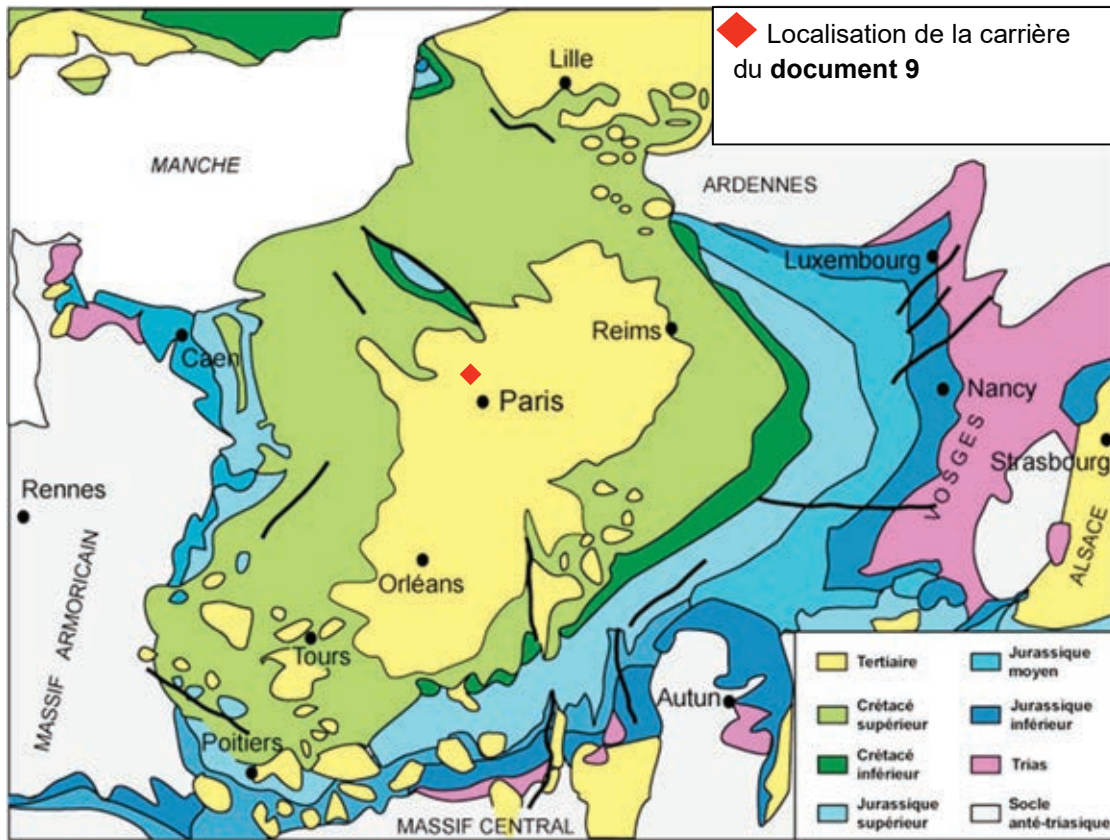 Localisation de la carrière
du document 9
Lille
MANCHE
ARDENNES
Luxembourg
Reims
Caen
Paris
Nancy
VOSGES
Strasbourg
Rennes
ALSACE
MASSIF ARMORICAIN
Orléans
Tours
Autun
Poitiers
MASSIF CENTRAL
Tertiaire
Jurassique
moyen
Crétacé
supérieur
Jurassique
inférieur
Crétacé
inférieur
Trias
Jurassique
supérieur
Socle
anté-triasique